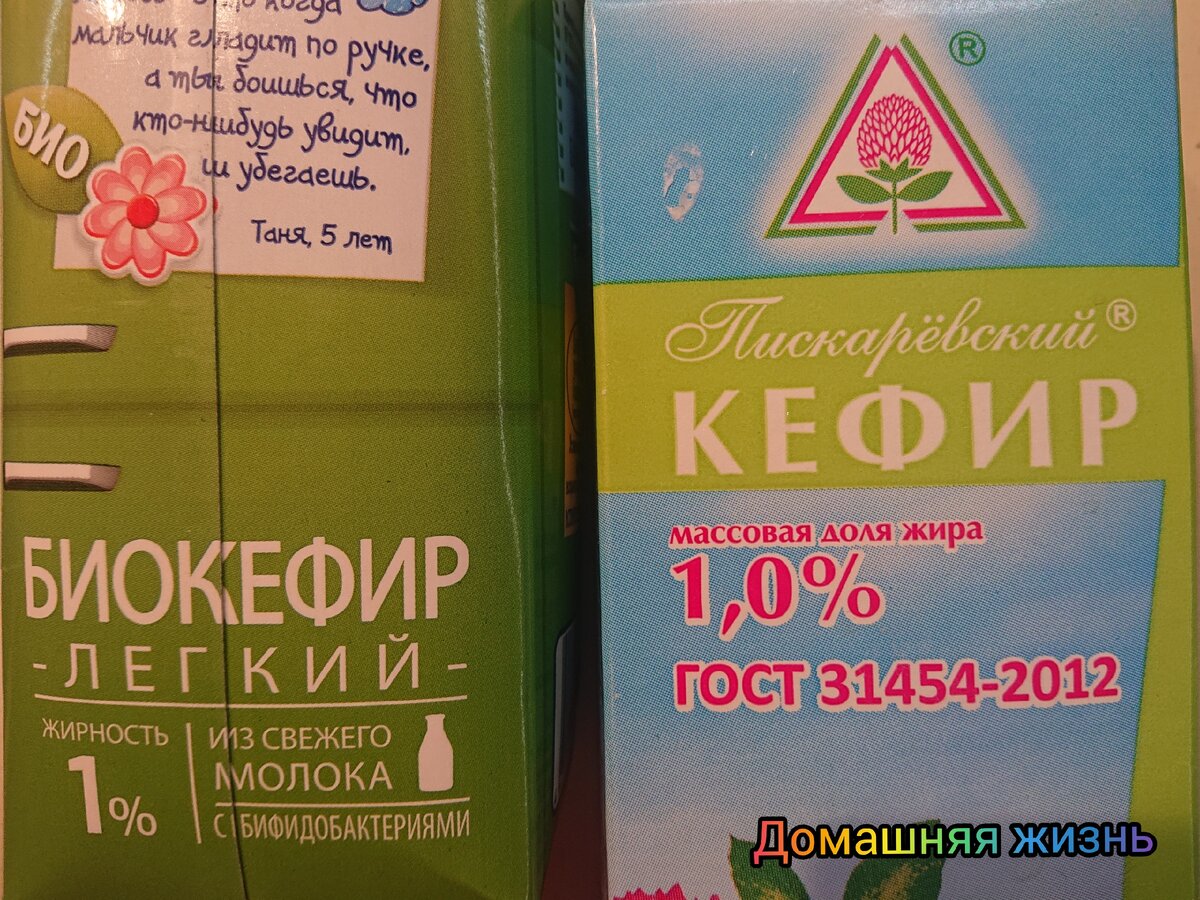 когда
мальчик гладит по ручке,
а ты боишься, что
кто-нибудь увидит,
и убегаешь.
Таня, 5 лет
БИО
БИОКЕФИР
-ЛЕГКИЙ-
ЖИРНОСТЬ
1%
ИЗ СВЕЖЕГО
МОЛОКА
С БИФИДОБАКТЕРИЯМИ
®
Пискарёвский®
КЕФИР
массовая доля жира
1,0%
ГОСТ 31454-2012
Домашняя жизнь